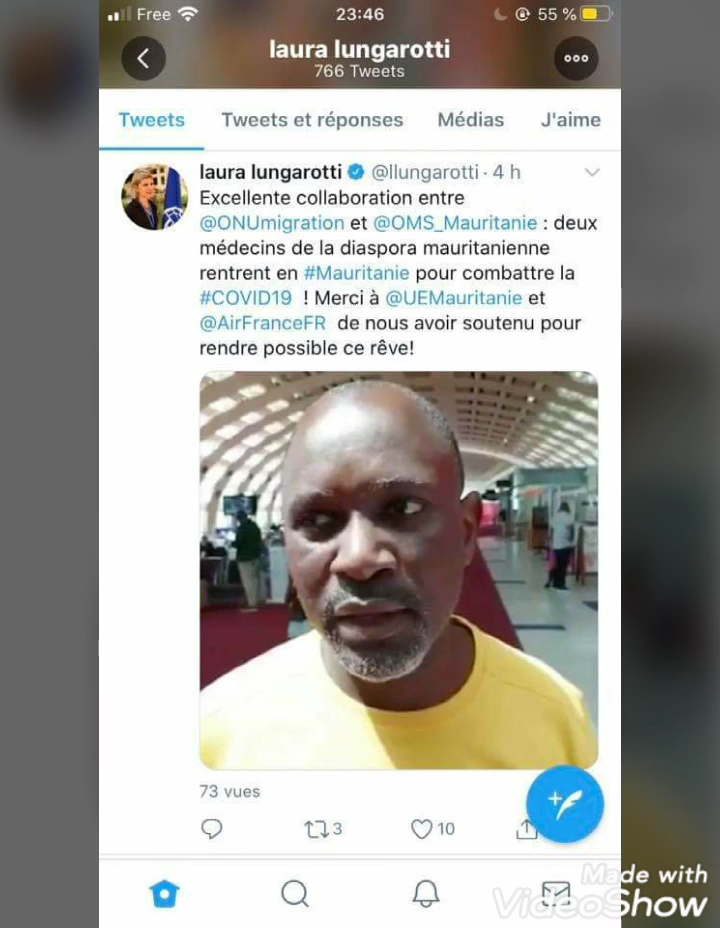 Free 23:46 55 %
laura lungarotti
766 Tweets
Tweets Tweets et réponses Médias J'aime
laura lungarotti @llungarotti · 4 h
Excellente collaboration entre
@ONUmigration et @OMS_Mauritanie : deux
médecins de la diaspora mauritanienne
rentrent en #Mauritanie pour combattre la
#COVID19 ! Merci à @UEMauritanie et
@AirFranceFR de nous avoir soutenu pour
rendre possible ce rêve!
73 vues
3 10
Made with
VideoShow